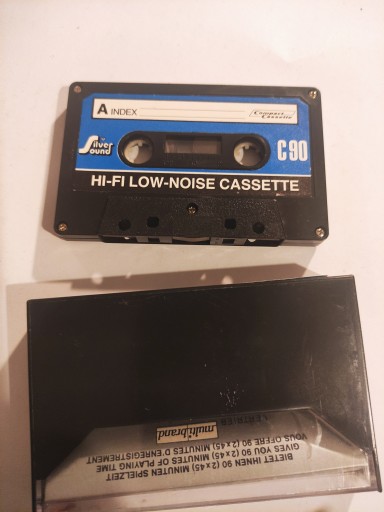 A INDEX
Compact
Cassette
Silver
Sound
C90
HI-FI LOW-NOISE CASSETTE
BIETET IHNEN 90 (2x45) MINUTEN SPIELZEIT
GIVES YOU 90 (2x45) MINUTES OF PLAYING TIME
VOUS OFFRE 90 (2x45) MINUTES D'ENREGISTREMENT
multibrand